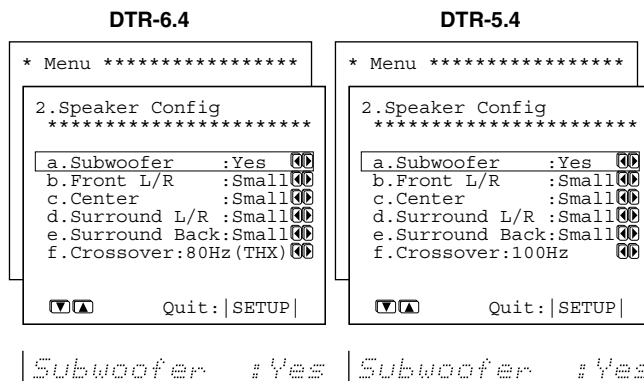 DTR-6.4
* Menu *****************
2.Speaker Config
***********************
a.Subwoofer :Yes
b.Front L/R :Small
c.Center :Small
d.Surround L/R :Small
e.Surround Back:Small
f.Crossover:80Hz(THX)
Quit:|SETUP|
Subwoofer :Yes
DTR-5.4
* Menu *****************
2.Speaker Config
***********************
a.Subwoofer :Yes
b.Front L/R :Small
c.Center :Small
d.Surround L/R :Small
e.Surround Back:Small
f.Crossover:100Hz
Quit:|SETUP|
Subwoofer :Yes